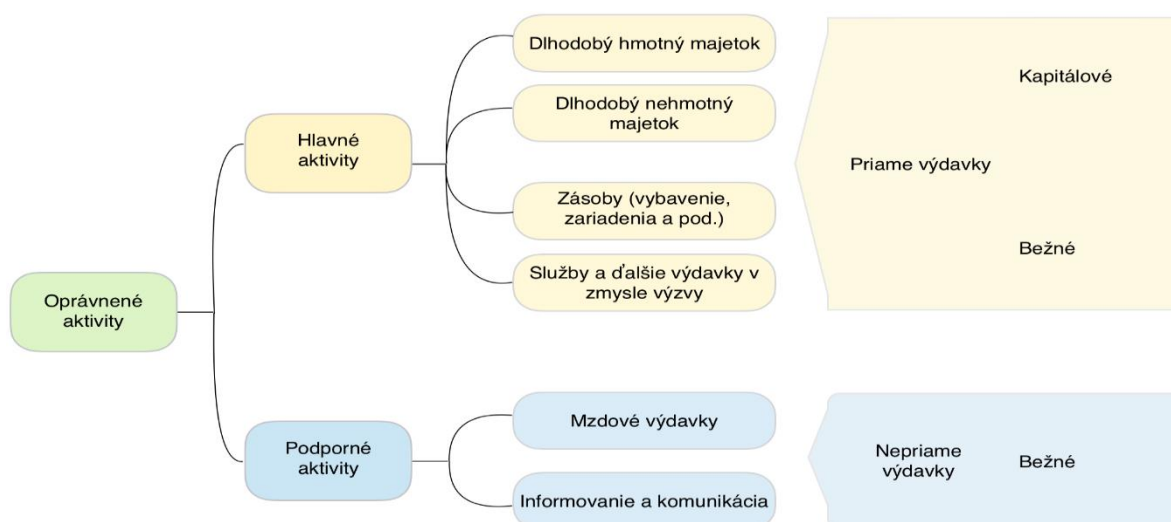 Oprávnené
aktivity
Hlavné
aktivity
Dlhodobý hmotný majetok
Dlhodobý nehmotný
majetok
Zásoby (vybavenie,
zariadenia a pod.)
Služby a ďalšie výdavky v
zmysle výzvy
Priame výdavky
Kapitálové
Bežné
Podporné
aktivity
Mzdové výdavky
Informovanie a komunikácia
Nepriame
výdavky
Bežné